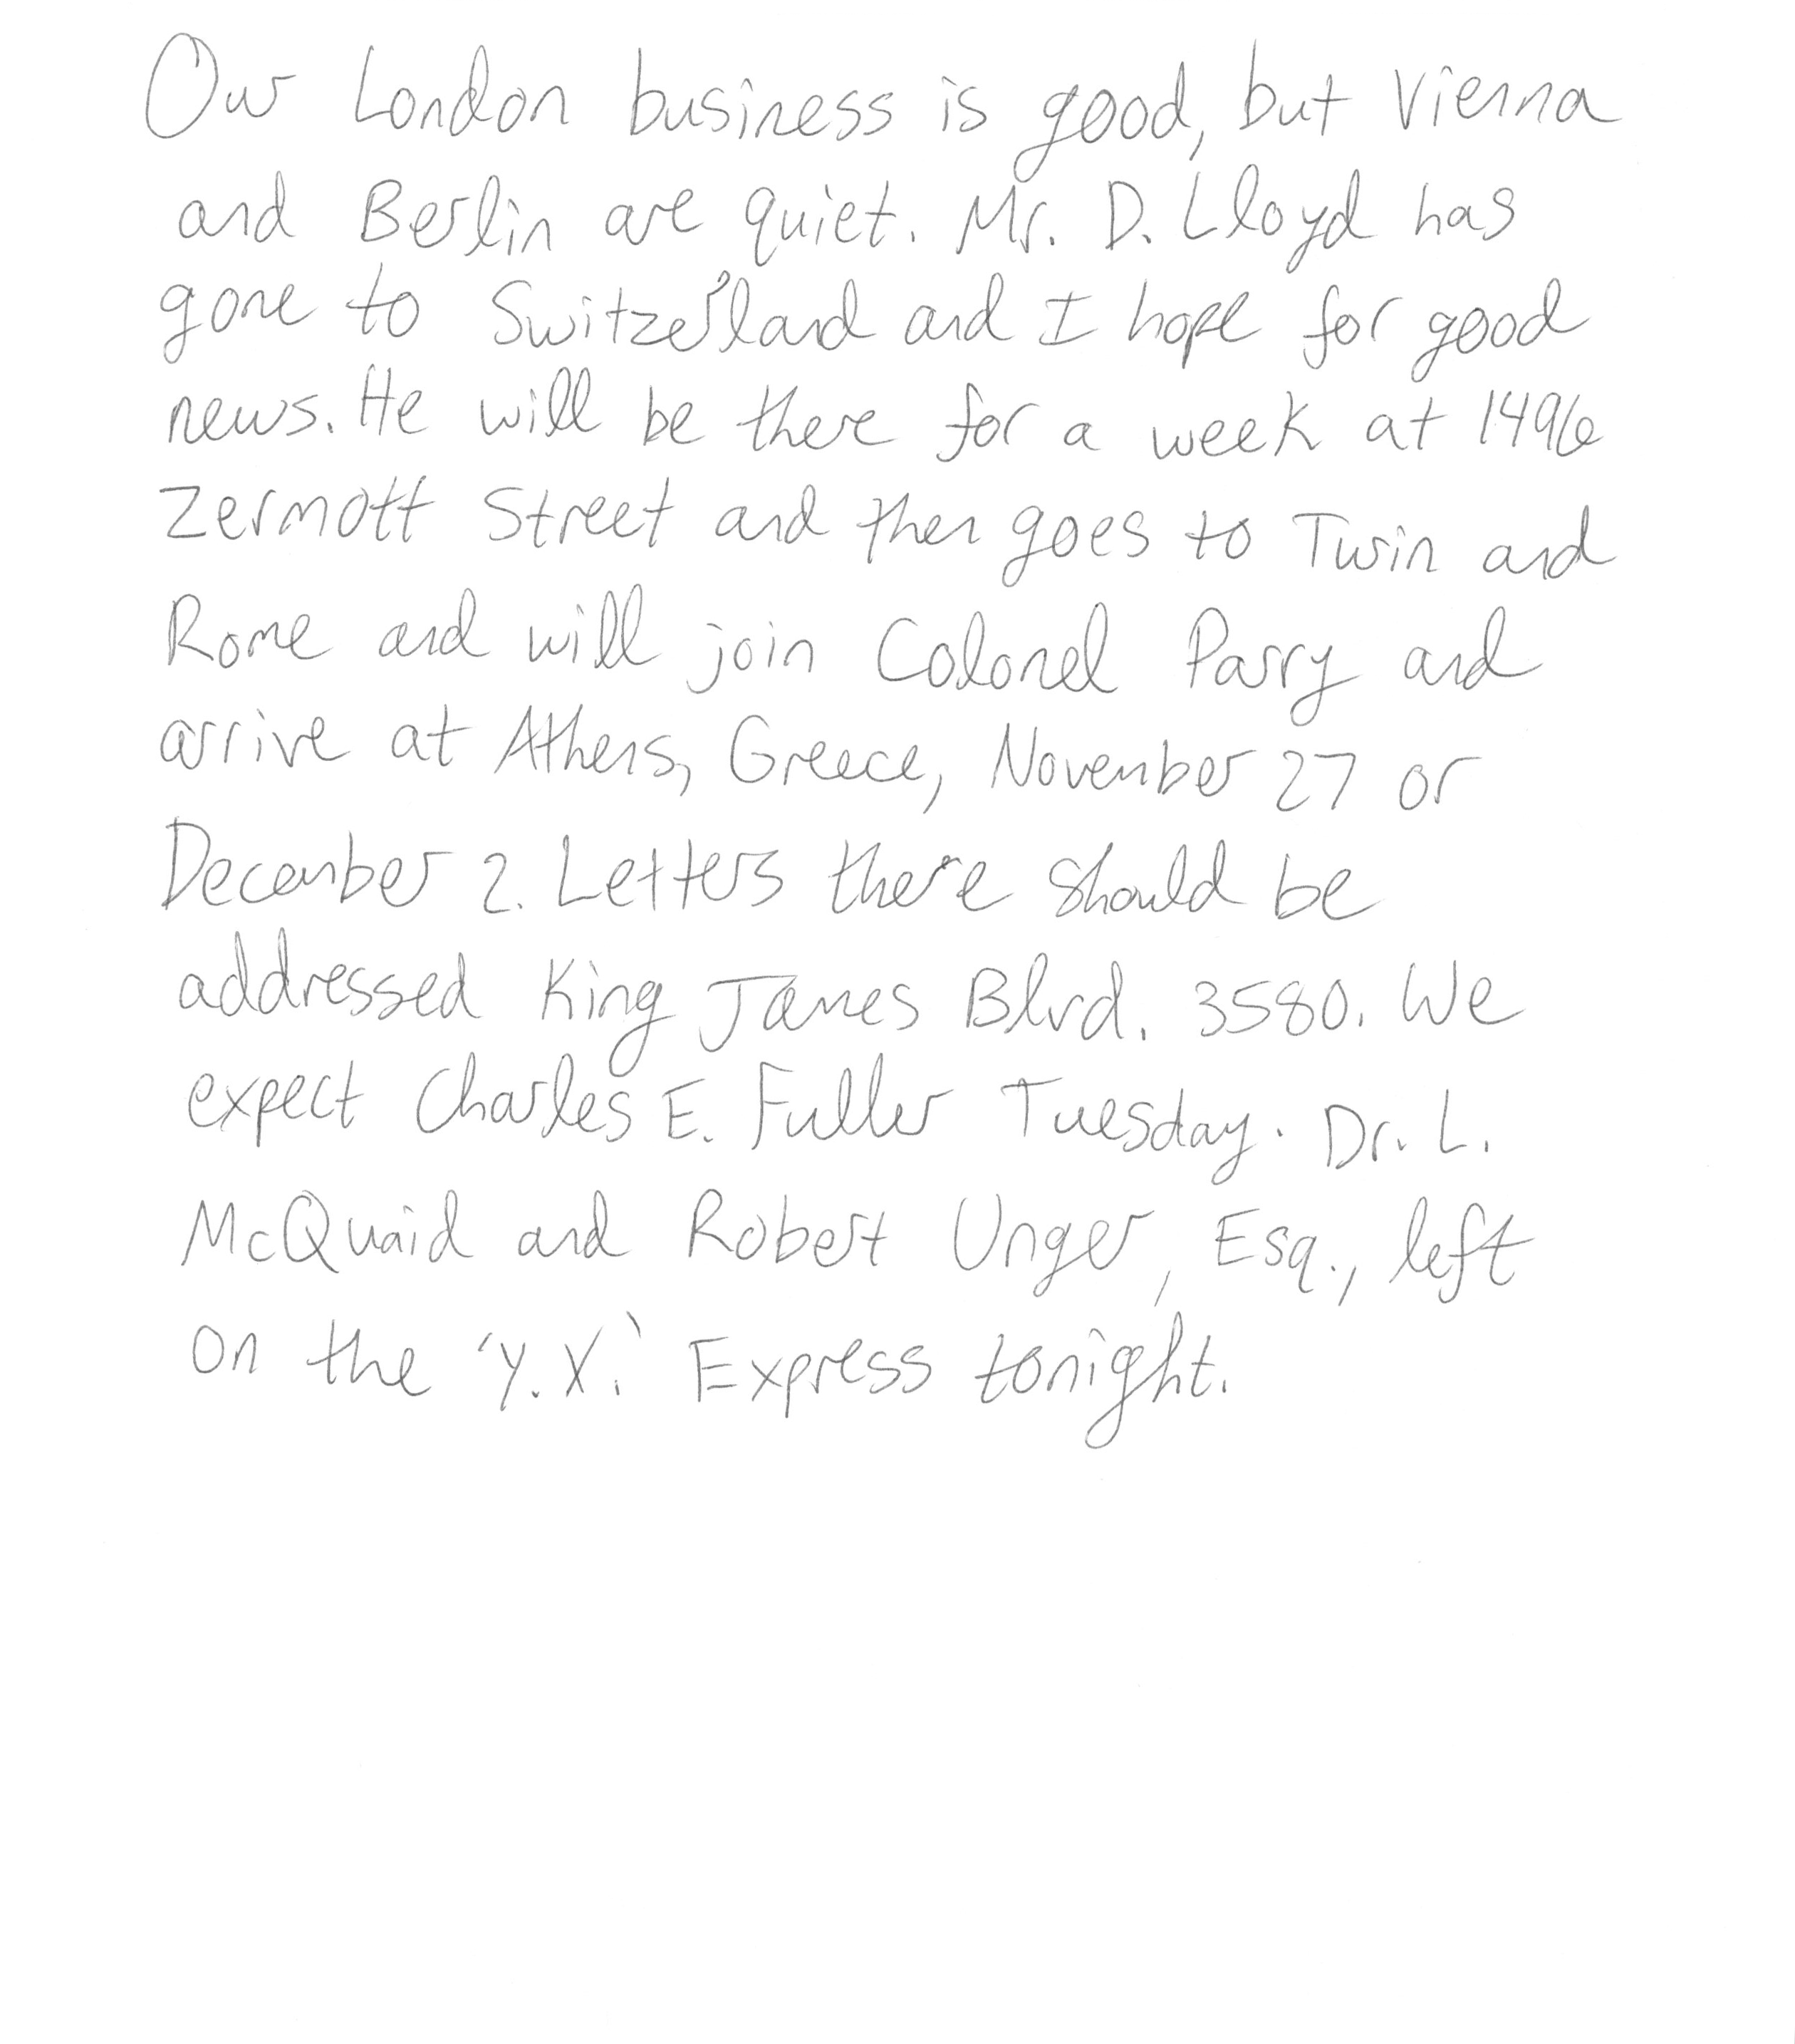 Our London business is good, but Vienna
and Berlin are quiet. Mr. D. Lloyd has
gone to Switzerland and I hope for good
news. He will be there for a week at 1496
Zermott Street and then goes to Turin and
Rome and will join Colonel Parry and
arrive at Athens, Greece, November 27 or
December 2. Letters there should be
addressed King James Blvd. 3580. We
expect Charles E. Fuller Tuesday. Dr. L.
McQuaid and Robert Unger, Esq., left
on the 'Y.X.' Express tonight.